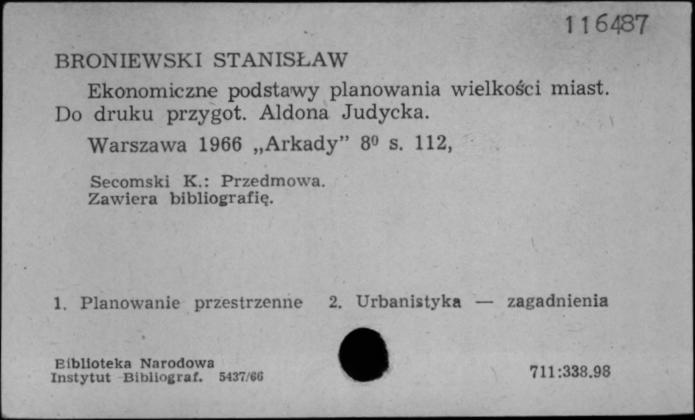 116487
BRONIEWSKI STANISŁAW
Ekonomiczne podstawy planowania wielkości miast.
Do druku przygot. Aldona Judycka.
Warszawa 1966 „Arkady” 8⁰ s. 112,
Secomski K.: Przedmowa.
Zawiera bibliografię.
1. Planowanie przestrzenne 2. Urbanistyka — zagadnienia
Biblioteka Narodowa
Instytut Bibliograf. 5437/66
711:338.98